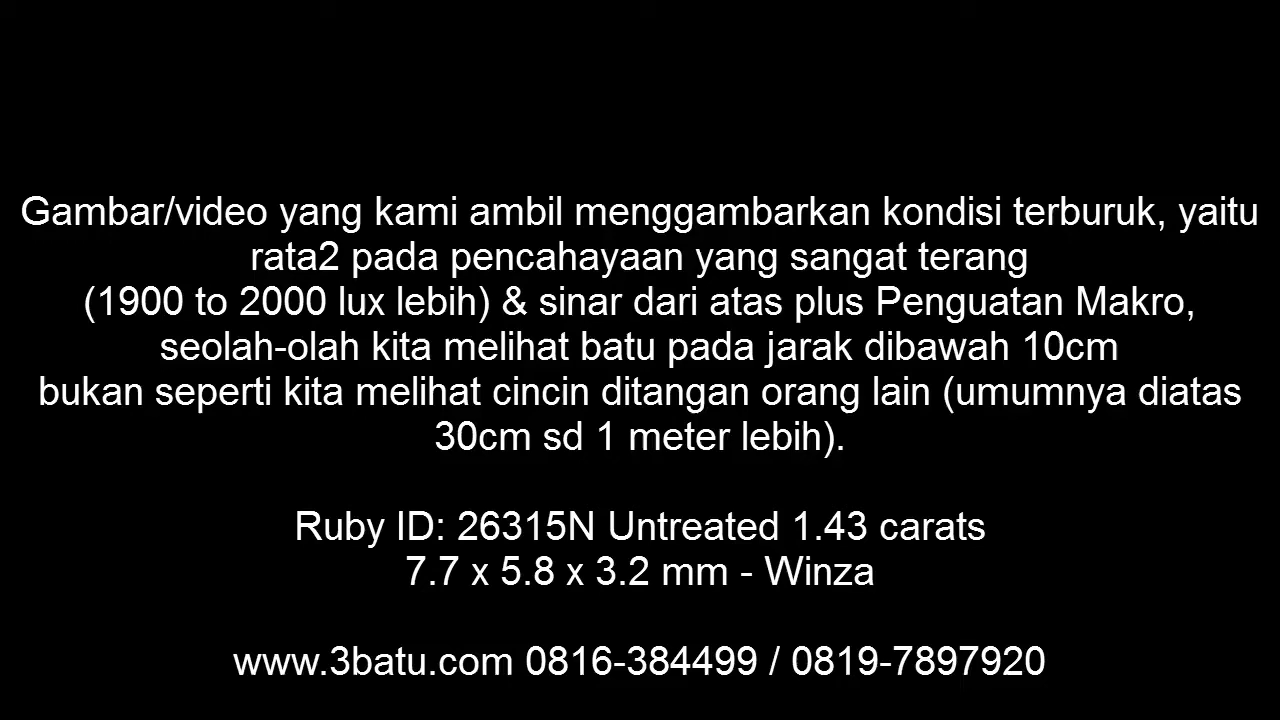 Gambar/video yang kami ambil menggambarkan kondisi terburuk, yaitu
rata2 pada pencahayaan yang sangat terang
(1900 to 2000 lux lebih) & sinar dari atas plus Penguatan Makro,
seolah-olah kita melihat batu pada jarak dibawah 10cm
bukan seperti kita melihat cincin ditangan orang lain (umumnya diatas
30cm sd 1 meter lebih).
Ruby ID: 26315N Untreated 1.43 carats
7.7 x 5.8 x 3.2 mm - Winza
www.3batu.com 0816-384499 / 0819-7897920